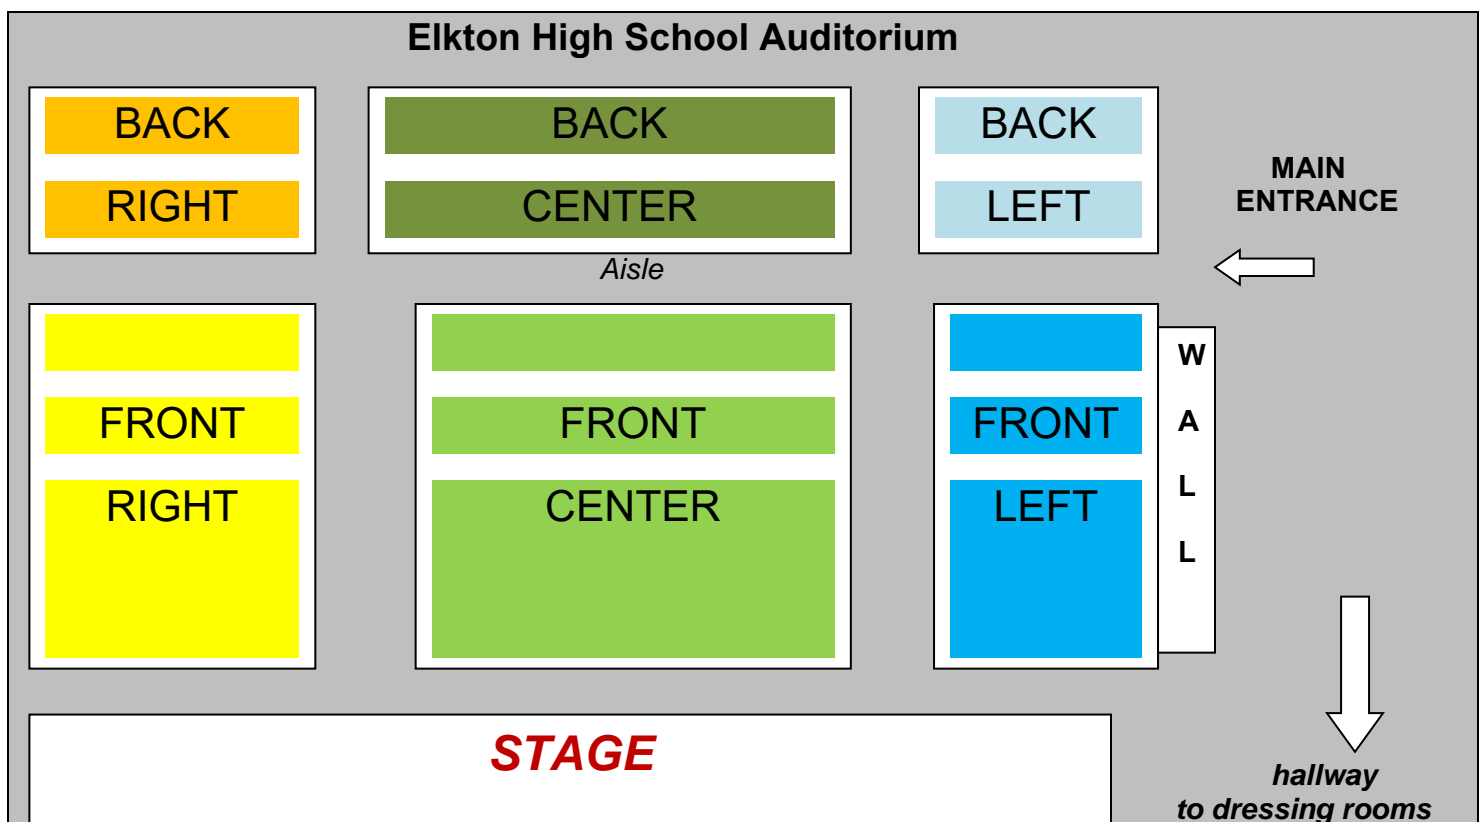 Elkton High School Auditorium
BACK
RIGHT
BACK
CENTER
BACK
LEFT
MAIN
ENTRANCE
Aisle
FRONT
RIGHT
FRONT
CENTER
FRONT
LEFT
W
A
L
L
STAGE
hallway
to dressing rooms